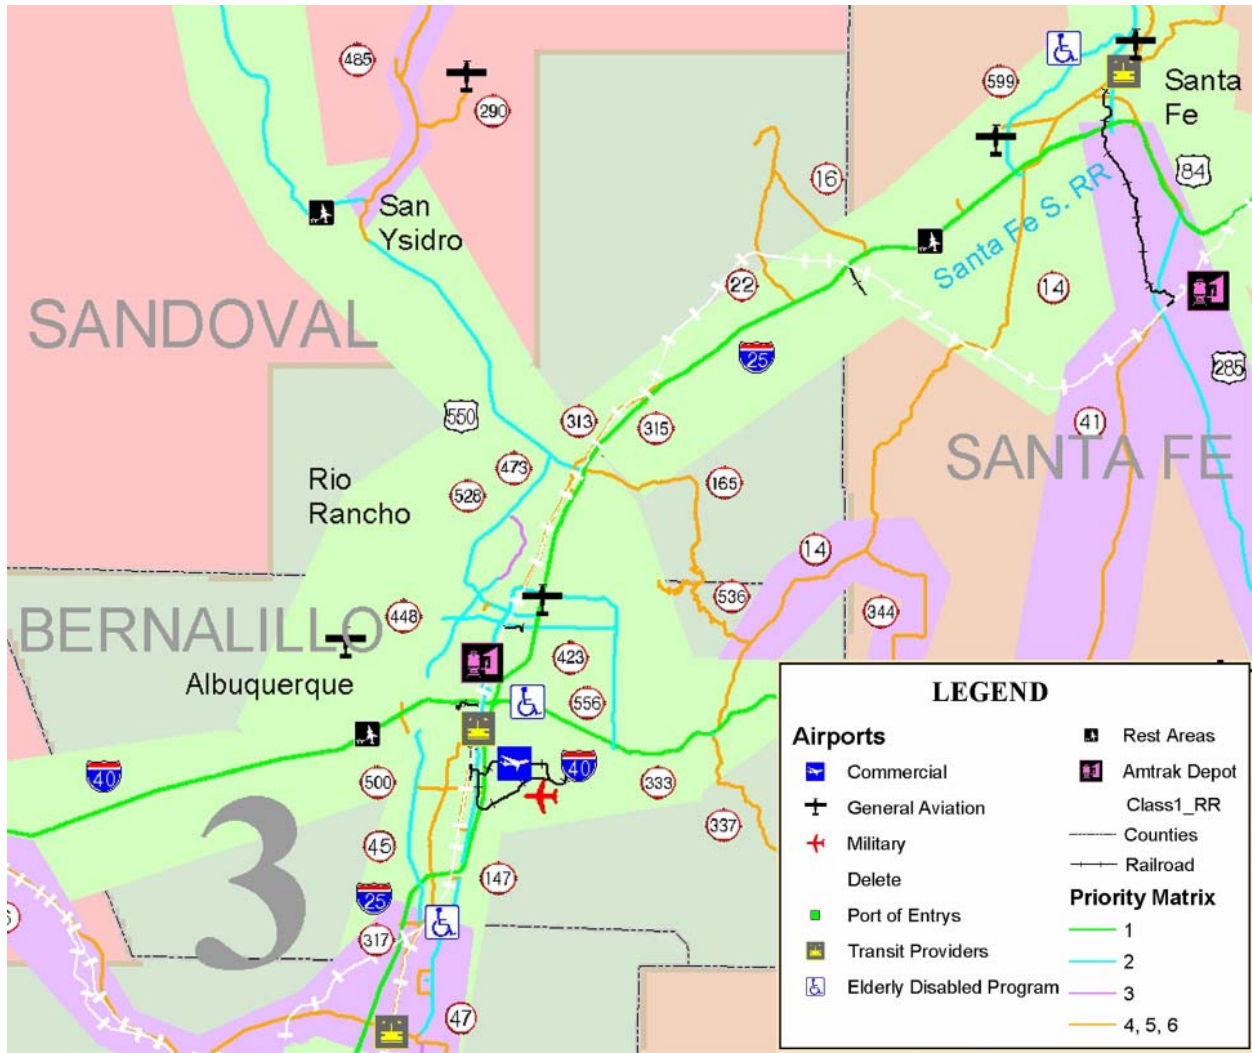 485
290
599
Santa
Fe
84
16
San
Ysidro
Santa Fe S. RR
22
14
SANDOVAL
25
285
550
313
315
41
473
165
SANTA FE
Rio
Rancho
528
14
536
344
448
BERNALILLO
423
Albuquerque
556
40
40
500
333
337
45
3
25
147
317
47
LEGEND
Airports
Commercial
General Aviation
Military
Delete
Port of Entrys
Transit Providers
Elderly Disabled Program
Rest Areas
Amtrak Depot
Class1_RR
Counties
Railroad
Priority Matrix
1
2
3
4, 5, 6